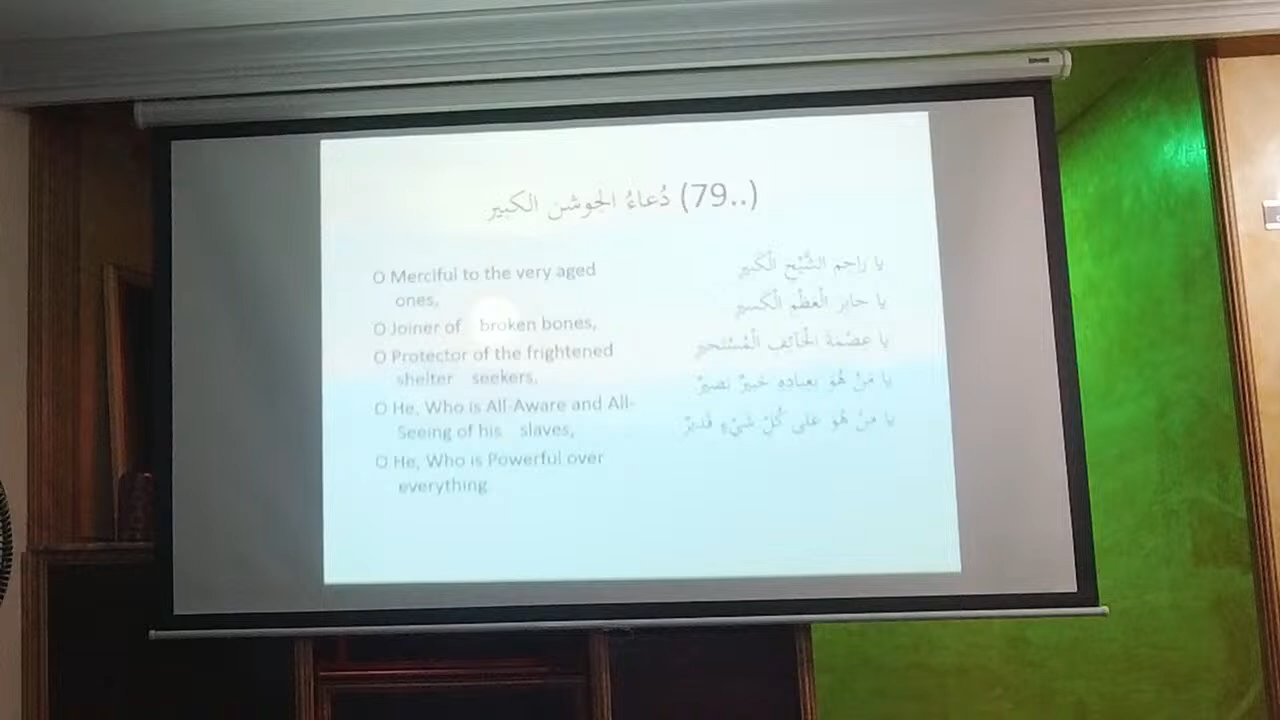 (79..) دُعاءُ الجوشن الكبير
O Merciful to the very aged
ones,
O Joiner of broken bones,
O Protector of the frightened
shelter seekers,
O He, Who is All-Aware and All-
Seeing of his slaves,
O He, Who is Powerful over
everything
يا راحم الشَّيْخِ الْكَبيرِ
يا جابِرَ الْعَظْمِ الْكَسيرِ
يا عِصْمَةَ الْخآئِفِ الْمُسْتَجيرِ
يا مَنْ هُوَ بِعِبادِهِ خَبيرٌ بَصيرٌ
يا مَنْ هُوَ عَلى كُلِّ شَيْءٍ قَديرٌ